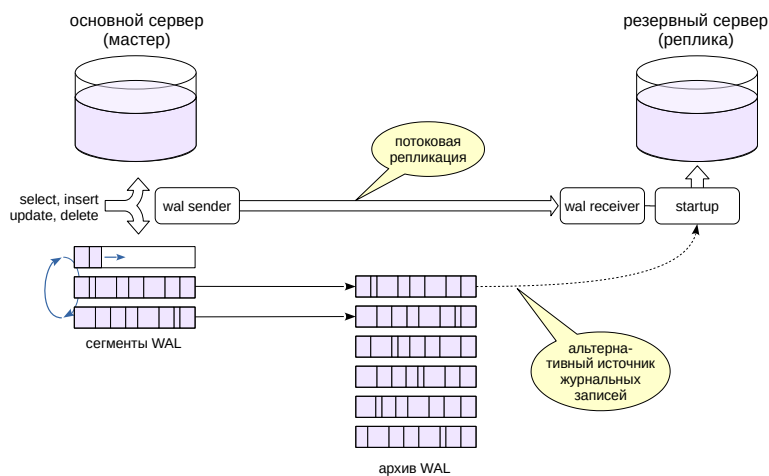 основной сервер
(мастер)
резервный сервер
(реплика)
потоковая
репликация
select, insert
update, delete
wal sender
wal receiver
startup
сегменты WAL
альтерна-
тивный источник
журнальных
записей
архив WAL